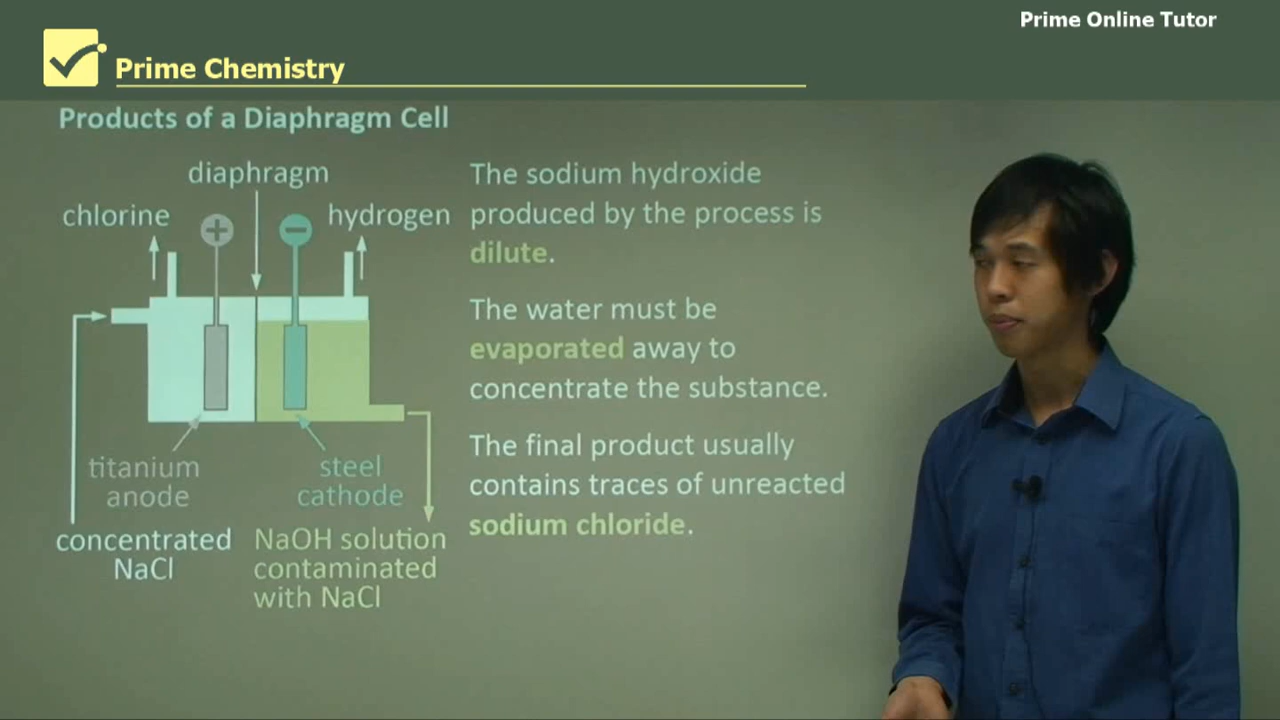 Prime Online Tutor
Prime Chemistry
Products of a Diaphragm Cell
diaphragm
chlorine
+
−
hydrogen
titanium
anode
steel
cathode
concentrated
NaCl
NaOH solution
contaminated
with NaCl
The sodium hydroxide
produced by the process is
dilute.
The water must be
evaporated away to
concentrate the substance.
The final product usually
contains traces of unreacted
sodium chloride.